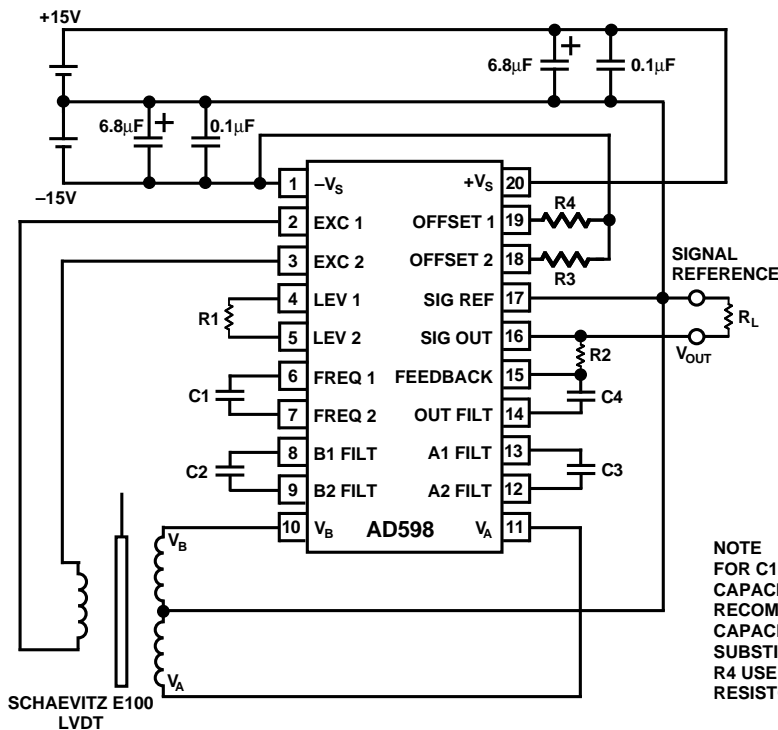 +15V
6.8µF
+
0.1µF
6.8µF
+
0.1µF
–15V
1
–VS
+VS
20
2
EXC 1
OFFSET 1
19
R4
3
EXC 2
OFFSET 2
18
R3
SIGNAL
REFERENCE
4
LEV 1
SIG REF
17
R1
RL
5
LEV 2
SIG OUT
16
VOUT
R2
6
FREQ 1
FEEDBACK
15
C1
C4
7
FREQ 2
OUT FILT
14
8
B1 FILT
A1 FILT
13
C2
C3
9
B2 FILT
A2 FILT
12
10
VB
AD598
VA
11
VB
VA
SCHAEVITZ E100
LVDT
NOTE
FOR C1
RECOM
SUBSTI
R4 USE
RESIST